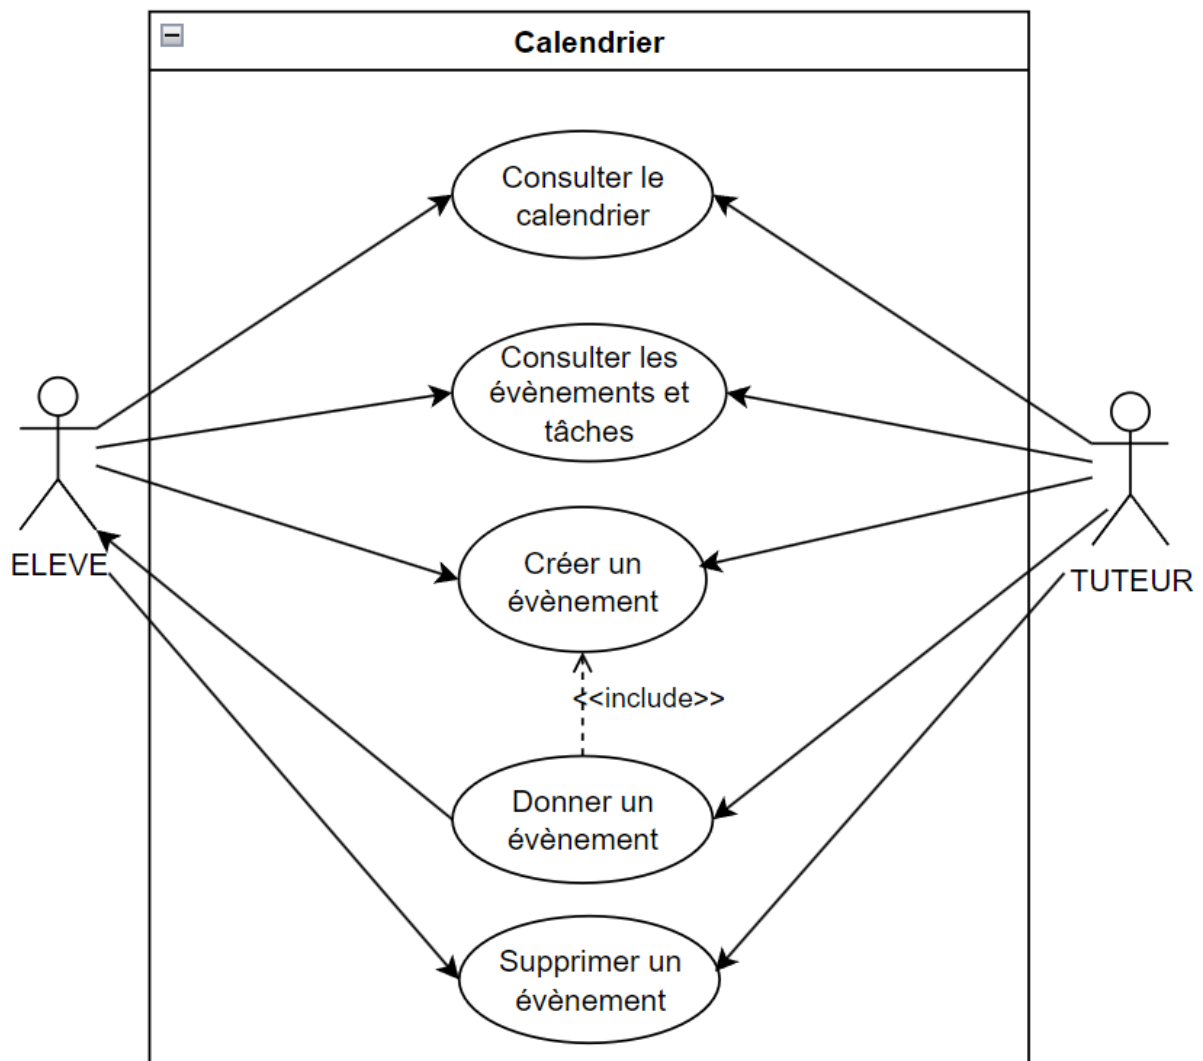 Calendrier
Consulter le
calendrier
Consulter les
évènements et
tâches
ELEVE
Créer un
évènement
TUTEUR
<<include>>
Donner un
évènement
Supprimer un
évènement